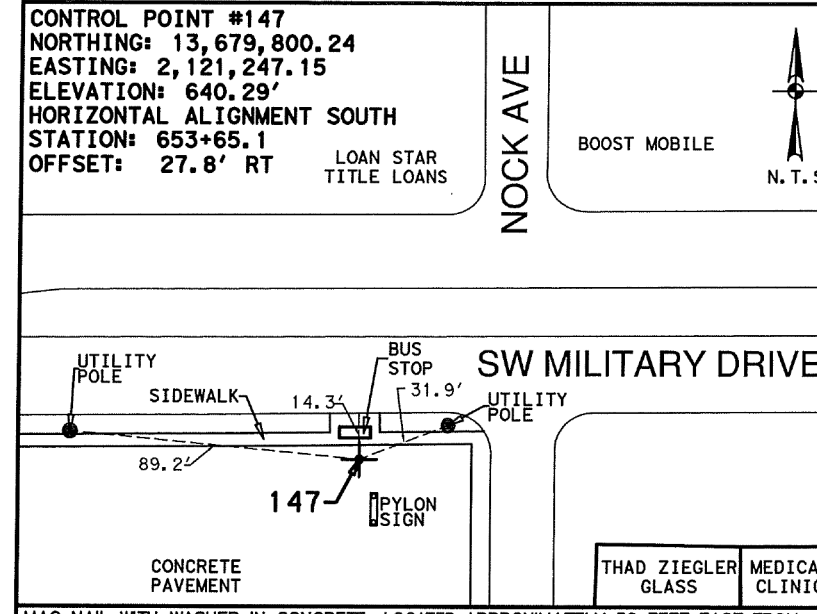 CONTROL POINT #147
NORTHING: 13,679,800.24
EASTING: 2,121,247.15
ELEVATION: 640.29'
HORIZONTAL ALIGNMENT SOUTH
STATION: 653+65.1
OFFSET: 27.8' RT
LOAN STAR
TITLE LOANS
NOCK AVE
BOOST MOBILE
N.T.S
SW MILITARY DRIVE
UTILITY
POLE
SIDEWALK
BUS
STOP
14.3'
31.9'
UTILITY
POLE
89.2'
147
PYLON
SIGN
CONCRETE
PAVEMENT
THAD ZIEGLER
GLASS
MEDICA
CLINIC